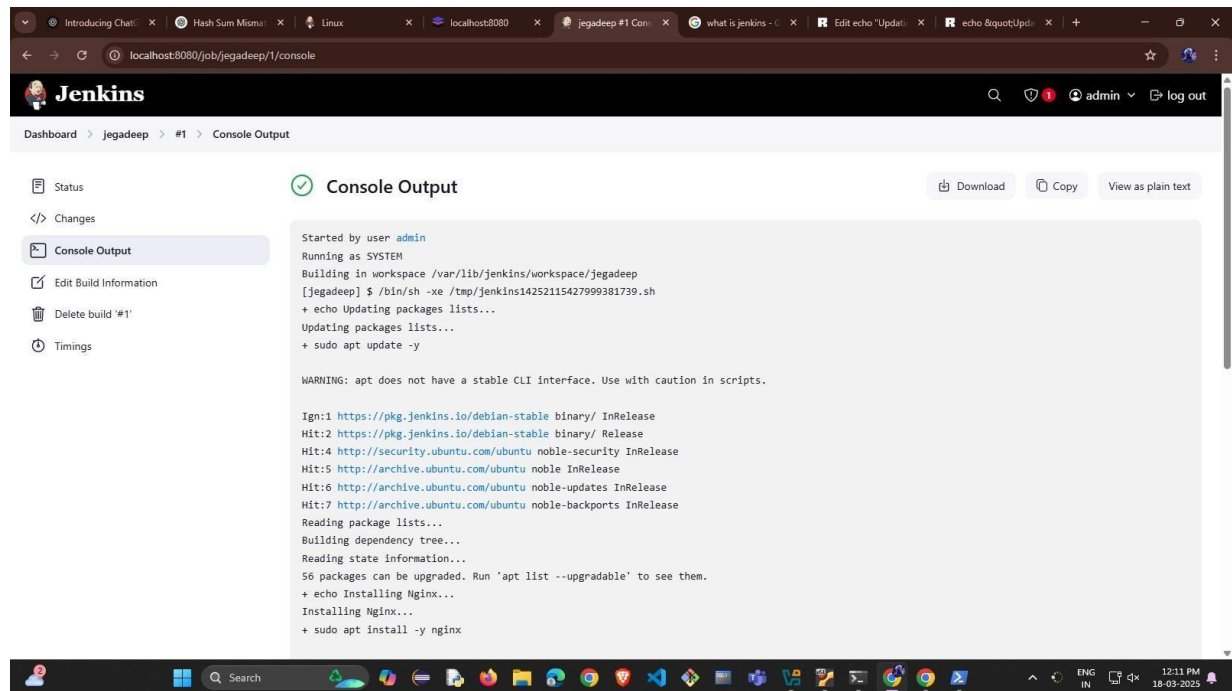 Introducing ChatG
Hash Sum Mismat
Linux
localhost:8080
jegadeep #1 Cons
what is jenkins - G
Edit echo "Updati
echo &quot;Upda
localhost:8080/job/jegadeep/1/console
Jenkins
1
admin
log out
Dashboard > jegadeep > #1 > Console Output
Status
Changes
Console Output
Edit Build Information
Delete build '#1'
Timings
Console Output
Download
Copy
View as plain text
Started by user admin
Running as SYSTEM
Building in workspace /var/lib/jenkins/workspace/jegadeep
[jegadeep] $ /bin/sh -xe /tmp/jenkins14252115427999381739.sh
+ echo Updating packages lists...
Updating packages lists...
+ sudo apt update -y
WARNING: apt does not have a stable CLI interface. Use with caution in scripts.
Ign:1 https://pkg.jenkins.io/debian-stable binary/ InRelease
Hit:2 https://pkg.jenkins.io/debian-stable binary/ Release
Hit:4 http://security.ubuntu.com/ubuntu noble-security InRelease
Hit:5 http://archive.ubuntu.com/ubuntu noble InRelease
Hit:6 http://archive.ubuntu.com/ubuntu noble-updates InRelease
Hit:7 http://archive.ubuntu.com/ubuntu noble-backports InRelease
Reading package lists...
Building dependency tree...
Reading state information...
56 packages can be upgraded. Run 'apt list --upgradable' to see them.
+ echo Installing Nginx...
Installing Nginx...
+ sudo apt install -y nginx
2
Search
ENG
IN
12:11 PM
18-03-2025